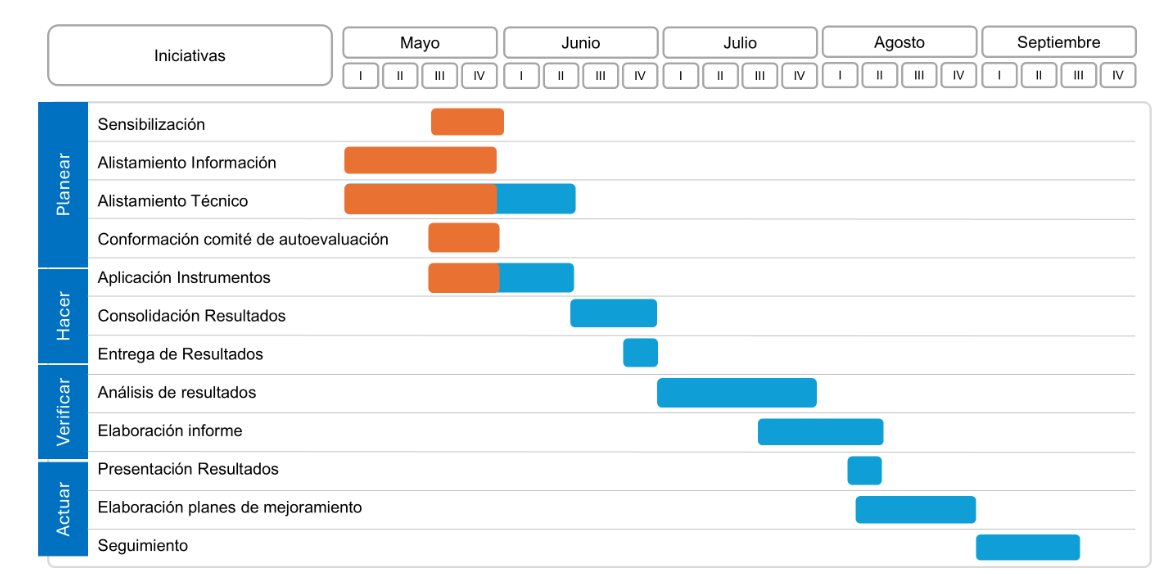 Iniciativas
Mayo
Junio
Julio
Agosto
Septiembre
I II III IV I II III IV I II III IV I II III IV I II III IV
Planear
Sensibilización
Alistamiento Información
Alistamiento Técnico
Conformación comité de autoevaluación
Hacer
Aplicación Instrumentos
Consolidación Resultados
Entrega de Resultados
Verificar
Análisis de resultados
Elaboración informe
Actuar
Presentación Resultados
Elaboración planes de mejoramiento
Seguimiento